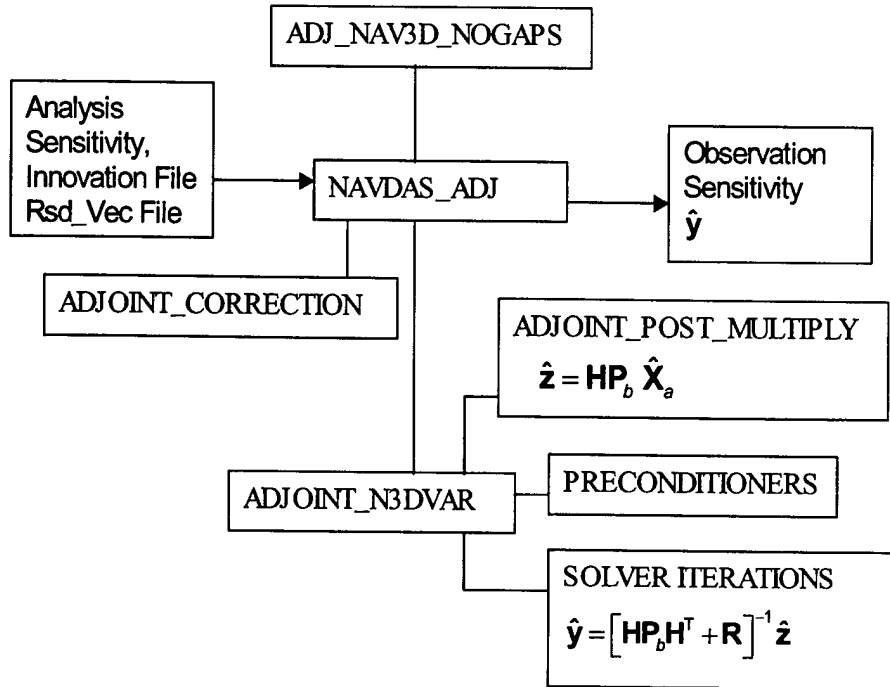 ADJ_NAV3D_NOGAPS
Analysis
Sensitivity,
Innovation File
Rsd_Vec File
NAVDAS_ADJ
Observation
Sensitivity
ŷ
ADJOINT_CORRECTION
ADJOINT_POST_MULTIPLY
ẑ = HP_b X̂_a
ADJOINT_N3DVAR
PRECONDITIONERS
SOLVER ITERATIONS
ŷ = [HP_bH^T + R]^-1 ẑ